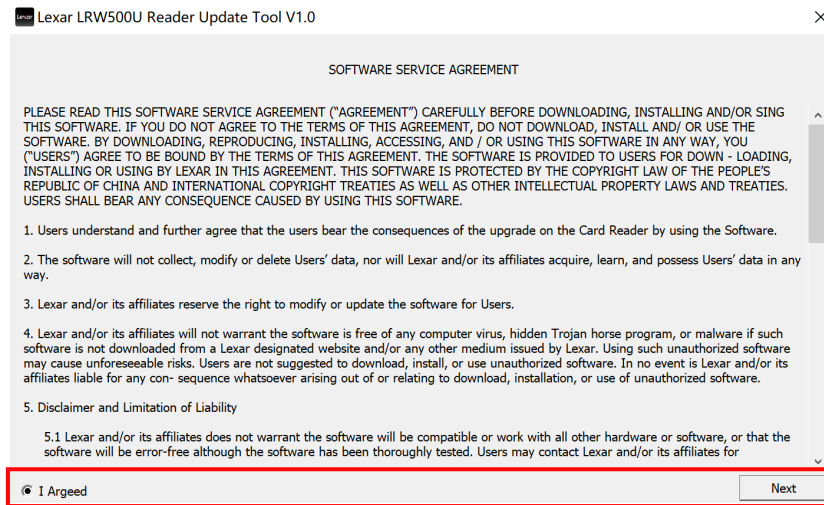 Lexar LRW500U Reader Update Tool V1.0
SOFTWARE SERVICE AGREEMENT
PLEASE READ THIS SOFTWARE SERVICE AGREEMENT (“AGREEMENT”) CAREFULLY BEFORE DOWNLOADING, INSTALLING AND/OR SING
THIS SOFTWARE. IF YOU DO NOT AGREE TO THE TERMS OF THIS AGREEMENT, DO NOT DOWNLOAD, INSTALL AND/ OR USE THE
SOFTWARE. BY DOWNLOADING, REPRODUCING, INSTALLING, ACCESSING, AND / OR USING THIS SOFTWARE IN ANY WAY, YOU
(“USERS”) AGREE TO BE BOUND BY THE TERMS OF THIS AGREEMENT. THE SOFTWARE IS PROVIDED TO USERS FOR DOWN - LOADING,
INSTALLING OR USING BY LEXAR IN THIS AGREEMENT. THIS SOFTWARE IS PROTECTED BY THE COPYRIGHT LAW OF THE PEOPLE’S
REPUBLIC OF CHINA AND INTERNATIONAL COPYRIGHT TREATIES AS WELL AS OTHER INTELLECTUAL PROPERTY LAWS AND TREATIES.
USERS SHALL BEAR ANY CONSEQUENCE CAUSED BY USING THIS SOFTWARE.
1. Users understand and further agree that the users bear the consequences of the upgrade on the Card Reader by using the Software.
2. The software will not collect, modify or delete Users’ data, nor will Lexar and/or its affiliates acquire, learn, and possess Users’ data in any
way.
3. Lexar and/or its affiliates reserve the right to modify or update the software for Users.
4. Lexar and/or its affiliates will not warrant the software is free of any computer virus, hidden Trojan horse program, or malware if such
software is not downloaded from a Lexar designated website and/or any other medium issued by Lexar. Using such unauthorized software
may cause unforeseeable risks. Users are not suggested to download, install, or use unauthorized software. In no event is Lexar and/or its
affiliates liable for any con- sequence whatsoever arising out of or relating to download, installation, or use of unauthorized software.
5. Disclaimer and Limitation of Liability
5.1 Lexar and/or its affiliates does not warrant the software will be compatible or work with all other hardware or software, or that the
software will be error-free although the software has been thoroughly tested. Users may contact Lexar and/or its affiliates for
I Argeed
Next